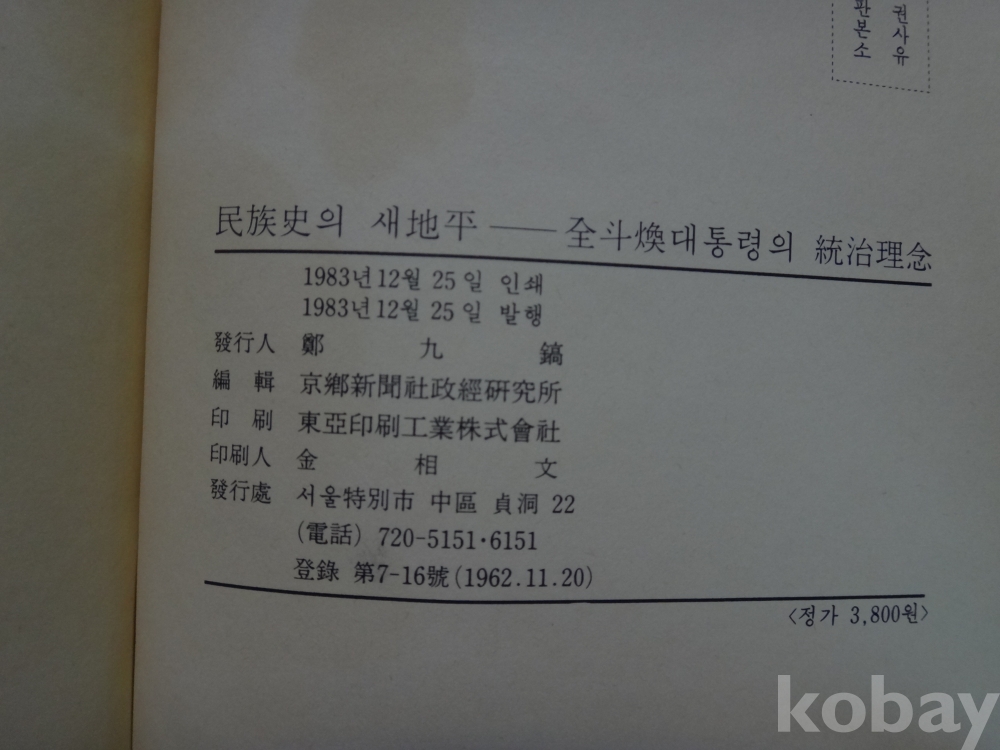 권사유
판본소
民族史의 새地平 ── 全斗煥대통령의 統治理念
1983년12월 25일 인쇄
1983년12월 25일 발행
發行人 鄭 九 鎬
編 輯 京鄕新聞社政經硏究所
印 刷 東亞印刷工業株式會社
印刷人 金 相 文
發行處 서울特別市 中區 貞洞 22
(電話) 720-5151·6151
登錄 第7-16號(1962.11.20)
〈정가 3,800원〉
kobay